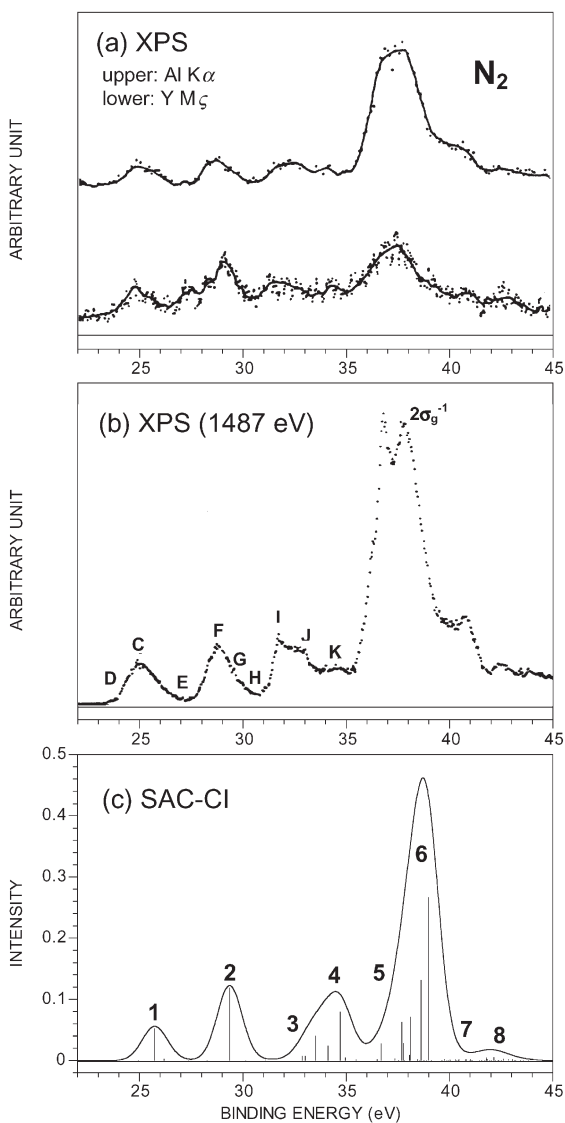 (a) XPS
upper: Al Kα
lower: Y Mς
N₂
ARBITRARY UNIT
25 30 35 40 45
(b) XPS (1487 eV)
2σg⁻¹
ARBITRARY UNIT
D C E F G H I J K
25 30 35 40 45
(c) SAC-CI
INTENSITY
0.5
0.4
0.3
0.2
0.1
0
1 2 3 4 5 6 7 8
25 30 35 40 45
BINDING ENERGY (eV)